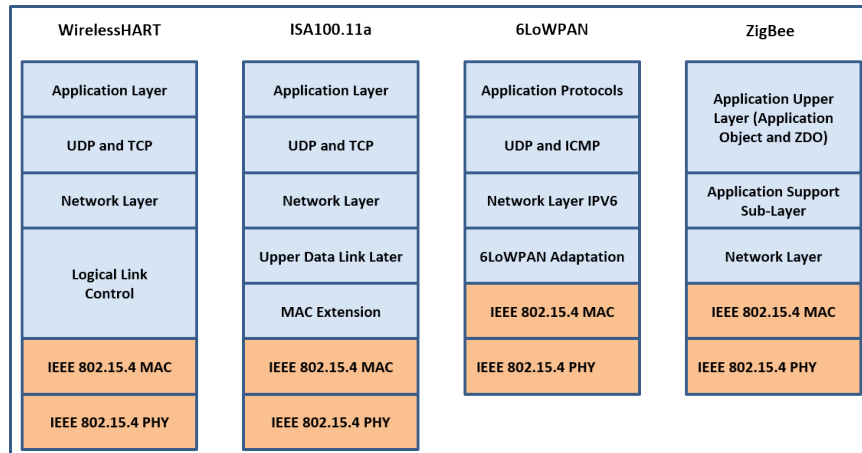 WirelessHART
Application Layer
UDP and TCP
Network Layer
Logical Link
Control
IEEE 802.15.4 MAC
IEEE 802.15.4 PHY
ISA100.11a
Application Layer
UDP and TCP
Network Layer
Upper Data Link Later
MAC Extension
IEEE 802.15.4 MAC
IEEE 802.15.4 PHY
6LoWPAN
Application Protocols
UDP and ICMP
Network Layer IPV6
6LoWPAN Adaptation
IEEE 802.15.4 MAC
IEEE 802.15.4 PHY
ZigBee
Application Upper
Layer (Application
Object and ZDO)
Application Support
Sub-Layer
Network Layer
IEEE 802.15.4 MAC
IEEE 802.15.4 PHY